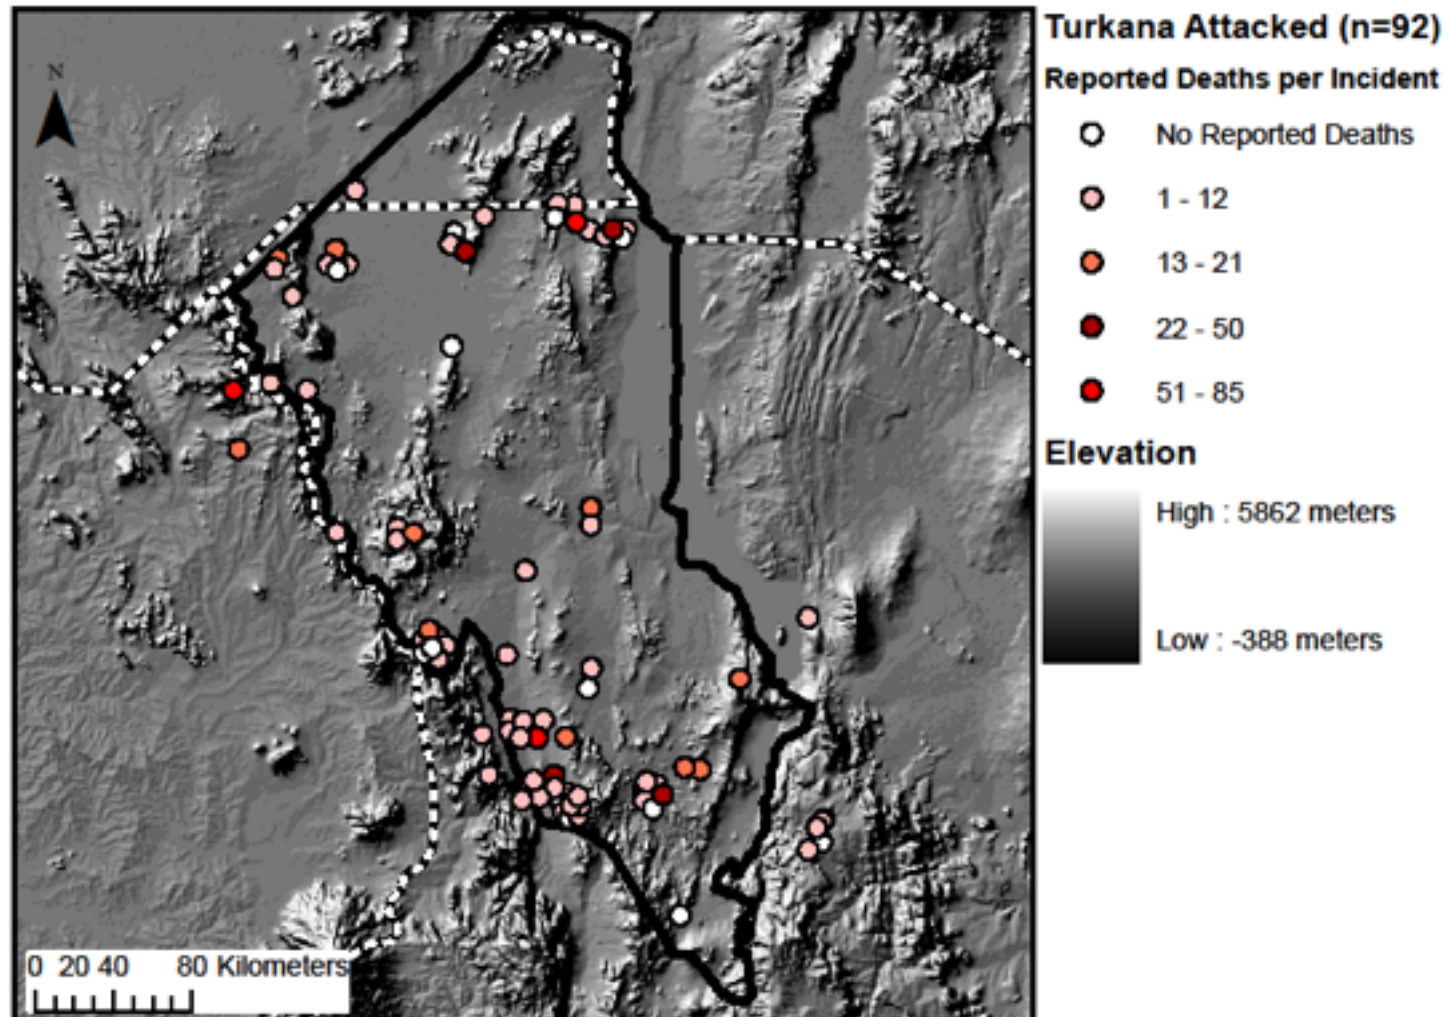 Turkana Attacked (n=92)
Reported Deaths per Incident
N
No Reported Deaths
1 - 12
13 - 21
22 - 50
51 - 85
Elevation
High : 5862 meters
Low : -388 meters
0 20 40 80 Kilometers